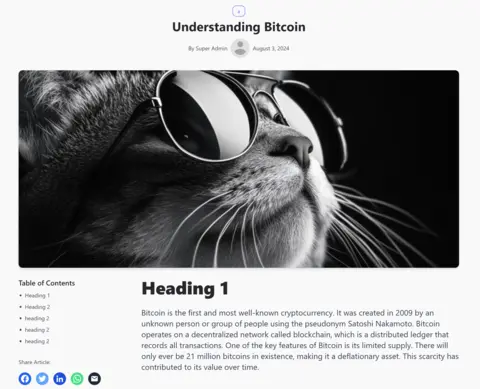 Understanding Bitcoin
By Super Admin August 3, 2024
Table of Contents
Heading 1
Heading 2
heading 2
heading 2
heading 2
Share Article:
Heading 1
Bitcoin is the first and most well-known cryptocurrency. It was created in 2009 by an
unknown person or group of people using the pseudonym Satoshi Nakamoto. Bitcoin
operates on a decentralized network called blockchain, which is a distributed ledger that
records all transactions. One of the key features of Bitcoin is its limited supply. There will
only ever be 21 million bitcoins in existence, making it a deflationary asset. This scarcity has
contributed to its value over time.